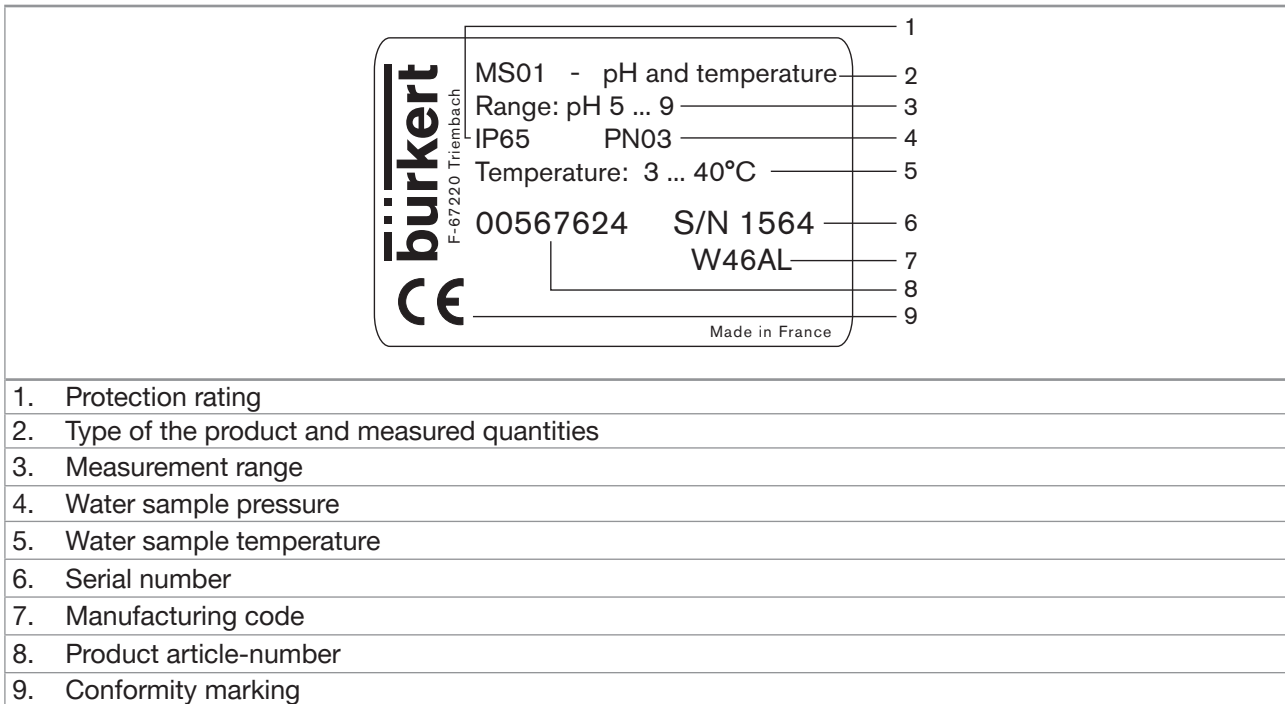 1
MS01 - pH and temperature 2
Range: pH 5 ... 9 3
IP65 PN03 4
Temperature: 3 ... 40°C 5
00567624 S/N 1564 6
W46AL 7
8
CE 9
Made in France
bürkert
F-67220 Triembach
1. Protection rating
2. Type of the product and measured quantities
3. Measurement range
4. Water sample pressure
5. Water sample temperature
6. Serial number
7. Manufacturing code
8. Product article-number
9. Conformity marking